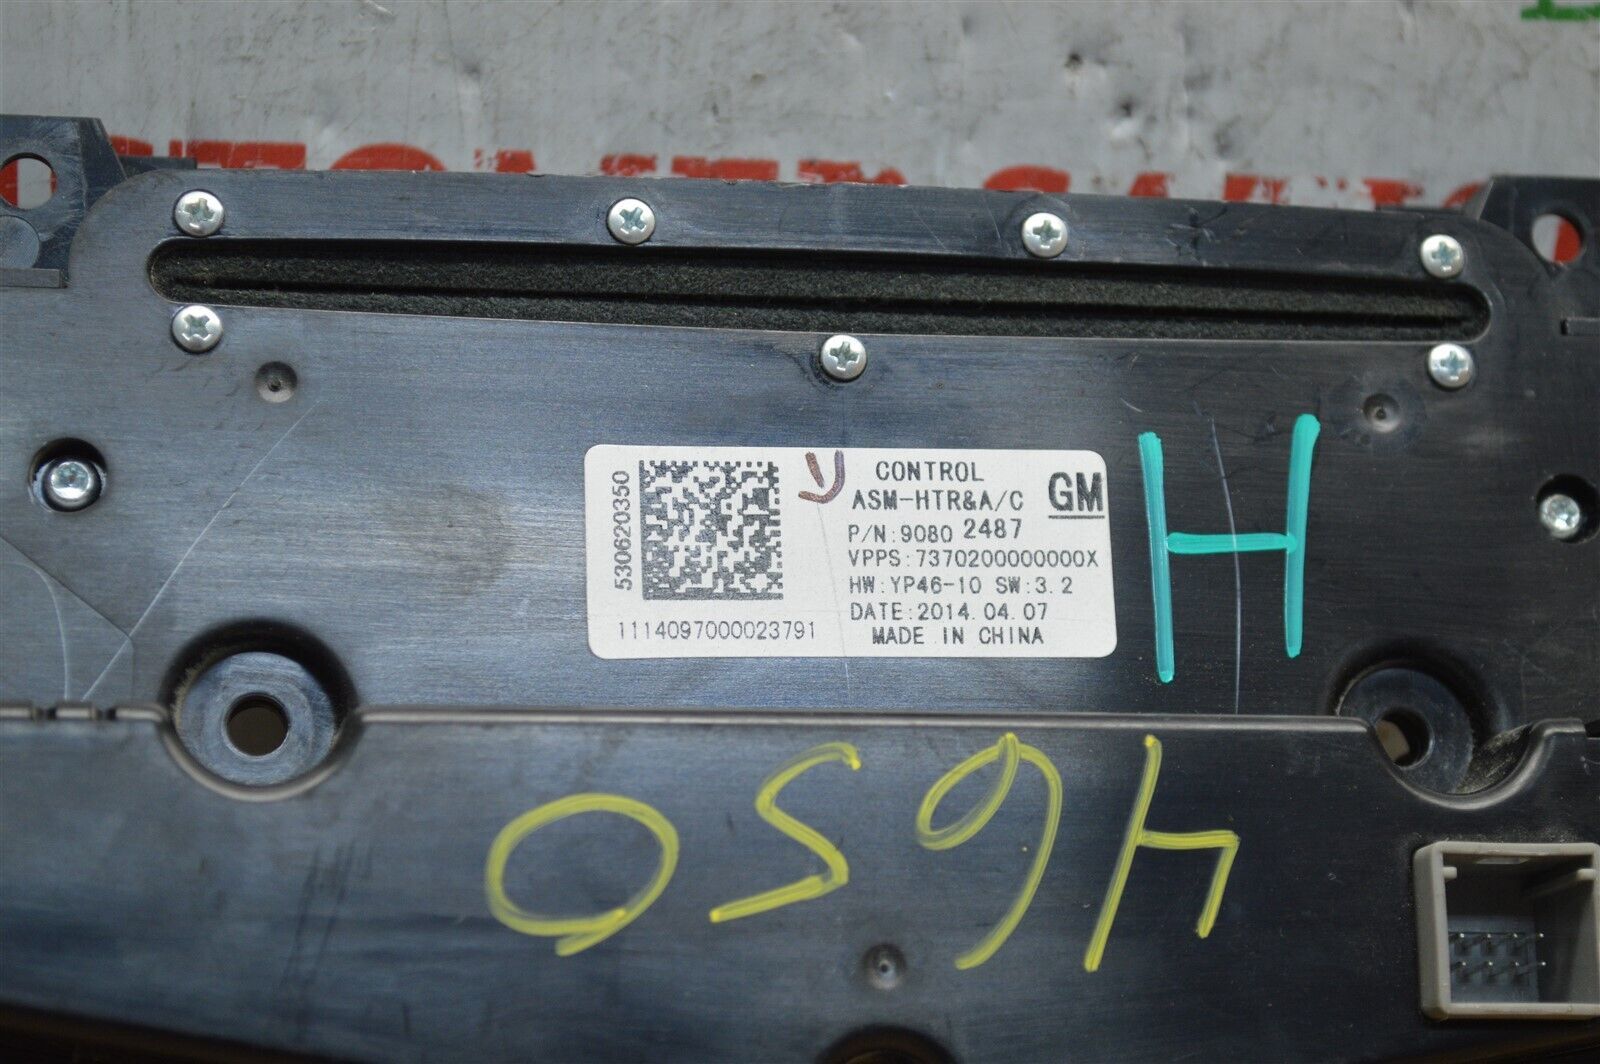 CONTROL
ASM-HTR&A/C GM
P/N:9080 2487
VPPS:7370200000000X
HW:YP46-10 SW:3.2
DATE:2014.04.07
MADE IN CHINA
530620350
1114097000023791
H
4650